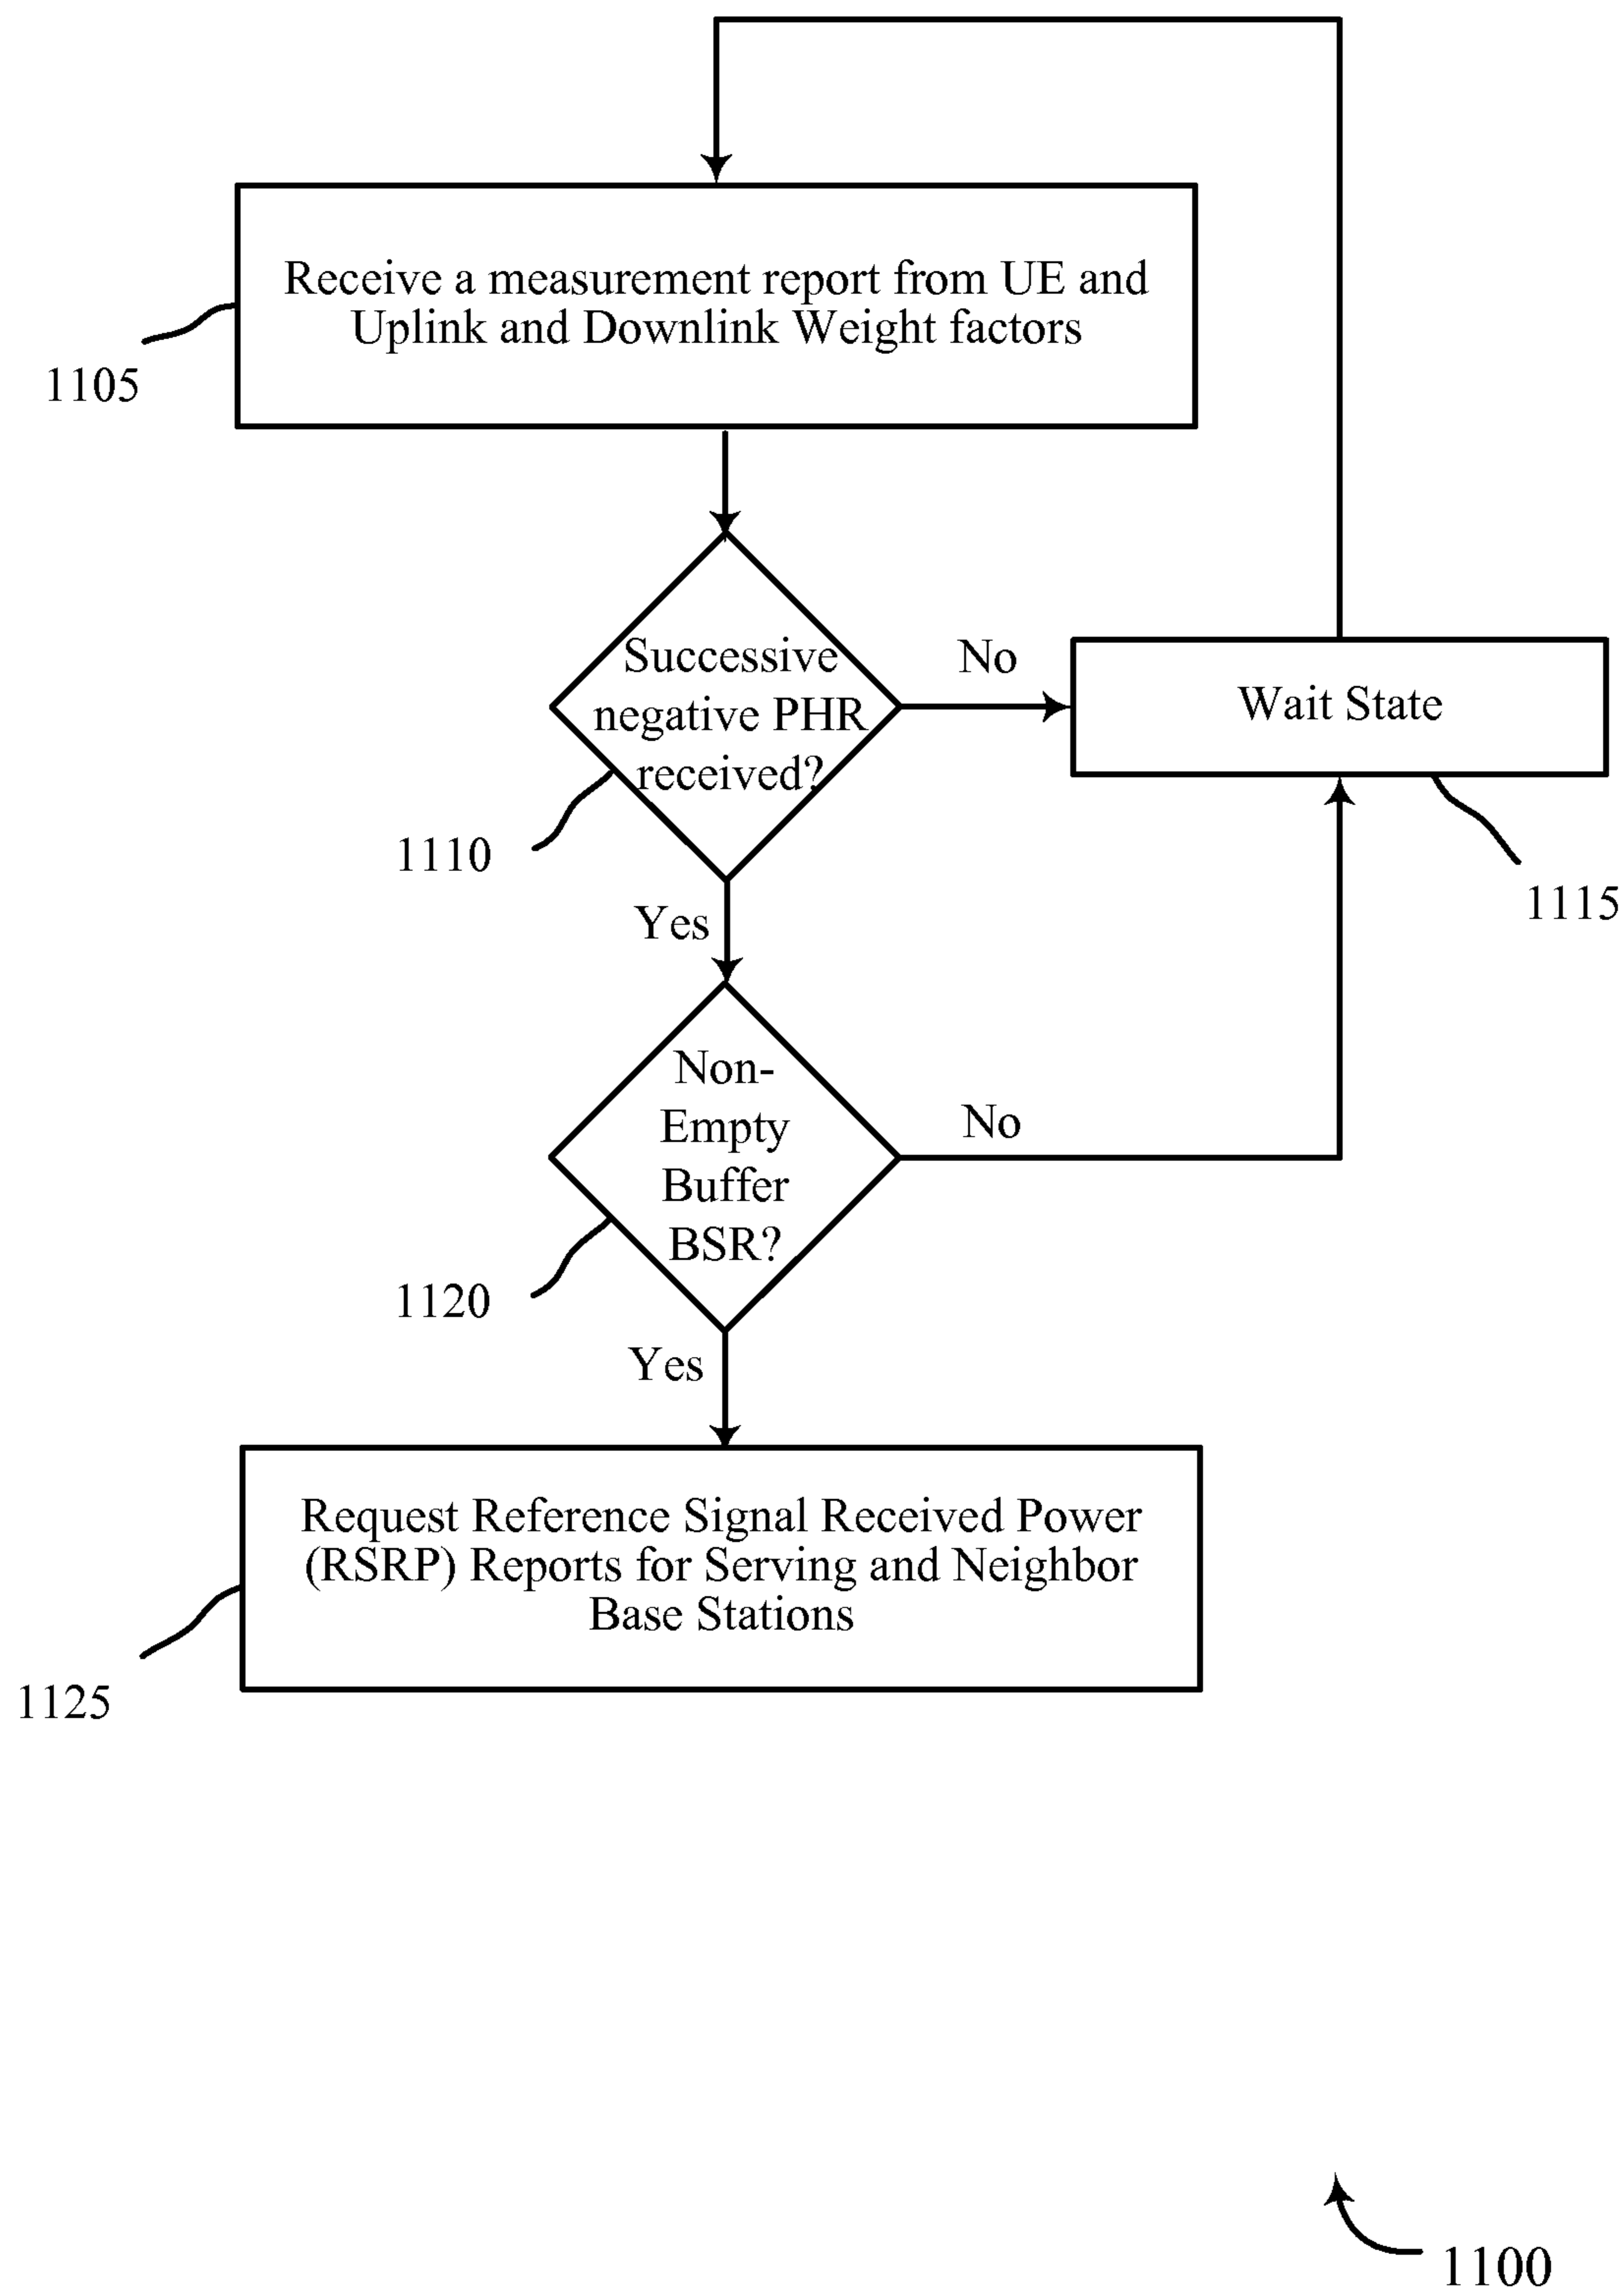 Receive a measurement report from UE and
Uplink and Downlink Weight factors
1105
Successive
negative PHR
received?
No
Wait State
1110
1115
Yes
Non-
Empty
Buffer
BSR?
No
1120
Yes
Request Reference Signal Received Power
(RSRP) Reports for Serving and Neighbor
Base Stations
1125
1100